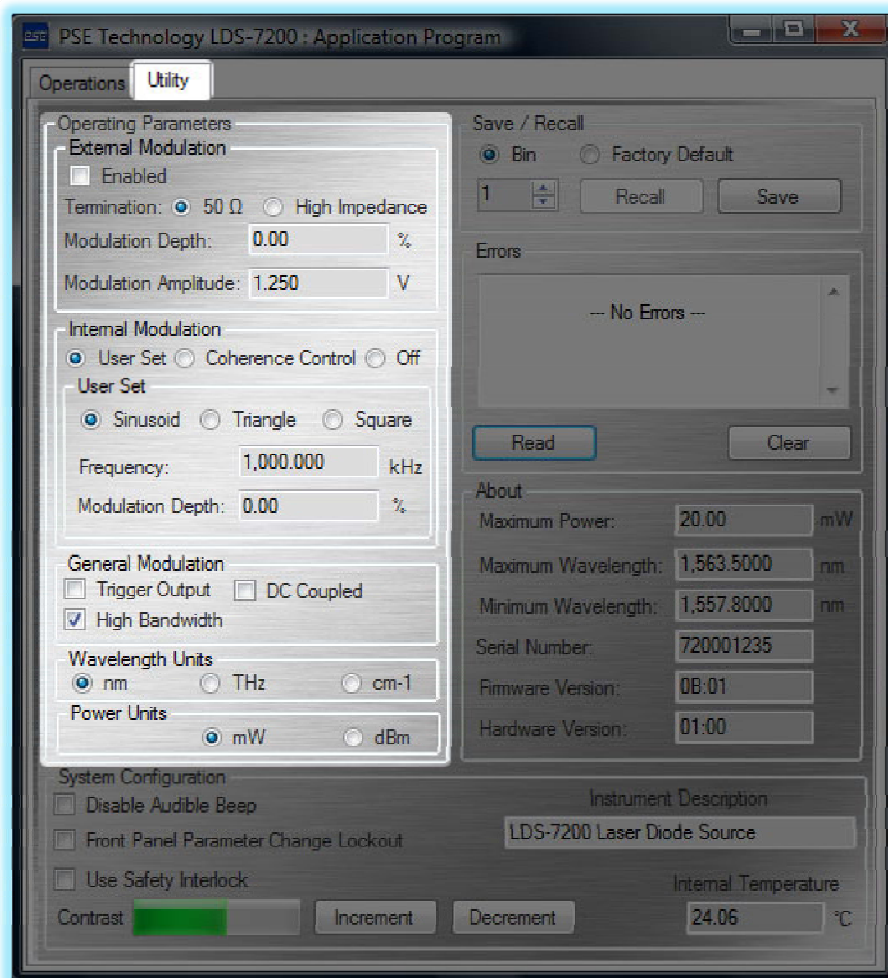 PSE
PSE Technology LDS-7200 : Application Program
Operations
Utility
Operating Parameters
External Modulation
Enabled
Termination: 50 Ω High Impedance
Modulation Depth: 0.00 %
Modulation Amplitude: 1.250 V
Internal Modulation
User Set Coherence Control Off
User Set
Sinusoid Triangle Square
Frequency: 1,000.000 kHz
Modulation Depth: 0.00 %
General Modulation
Trigger Output DC Coupled
High Bandwidth
Wavelength Units
nm THz cm-1
Power Units
mW dBm
Save / Recall
Bin Factory Default
1 Recall Save
Errors
--- No Errors ---
Read Clear
About
Maximum Power: 20.00 mW
Maximum Wavelength: 1,563.5000 nm
Minimum Wavelength: 1,557.8000 nm
Serial Number: 720001235
Firmware Version: 0B:01
Hardware Version: 01:00
System Configuration
Disable Audible Beep
Front Panel Parameter Change Lockout
Use Safety Interlock
Contrast Increment Decrement
Instrument Description
LDS-7200 Laser Diode Source
Internal Temperature
24.06 °C